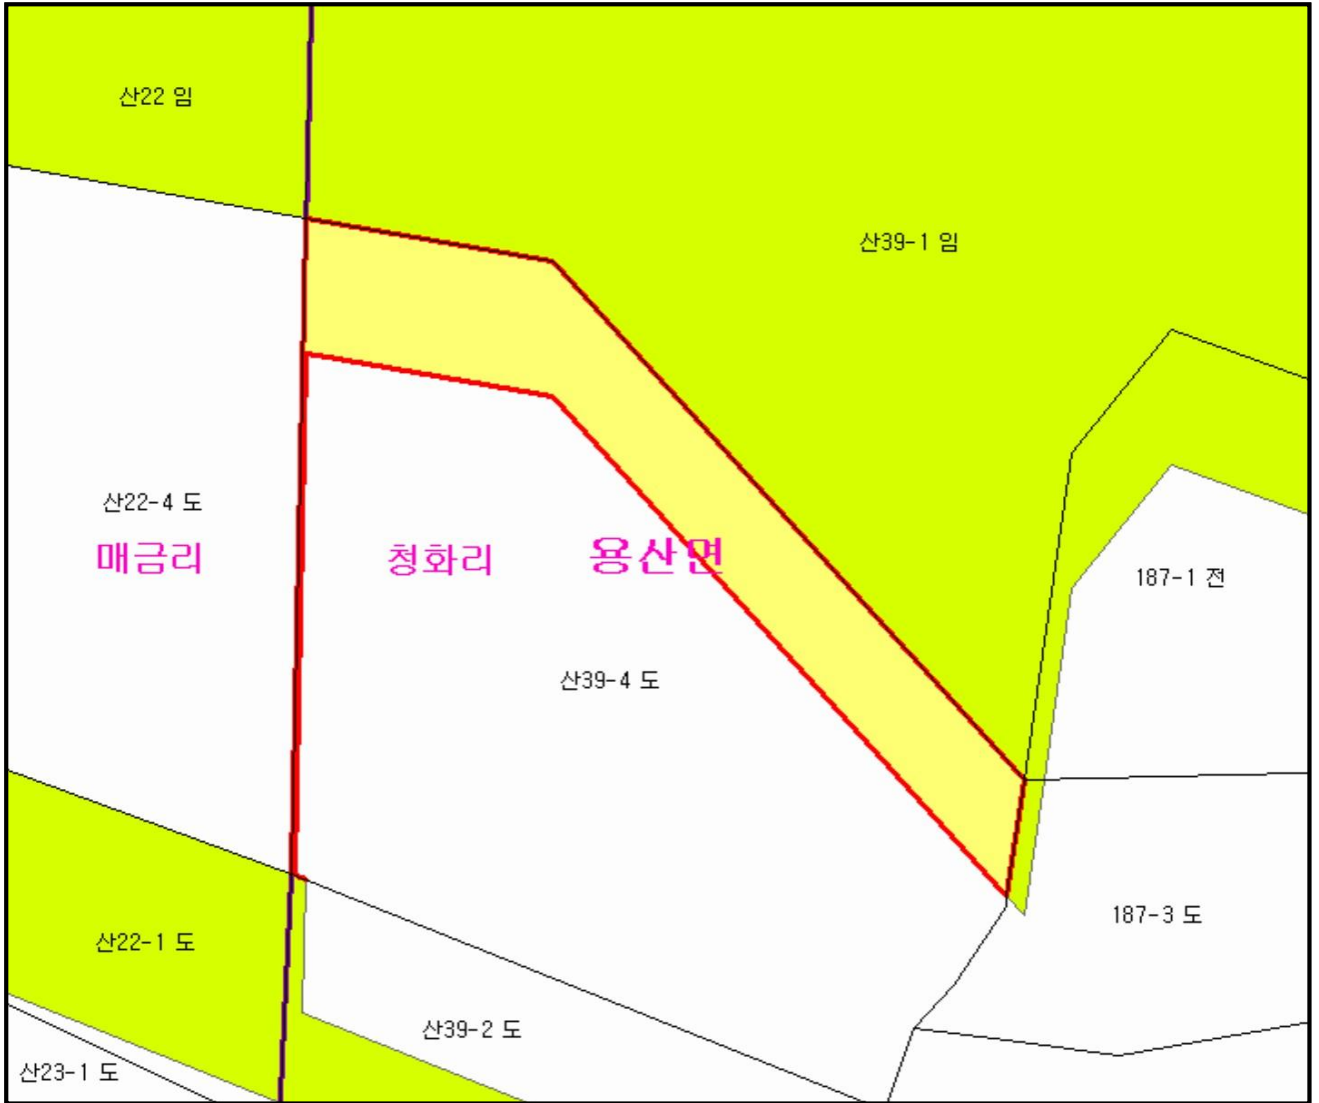 산22 임
산39-1 임
산22-4 도
매금리
청화리
용산면
187-1 전
산39-4 도
187-3 도
산22-1 도
산39-2 도
산23-1 도